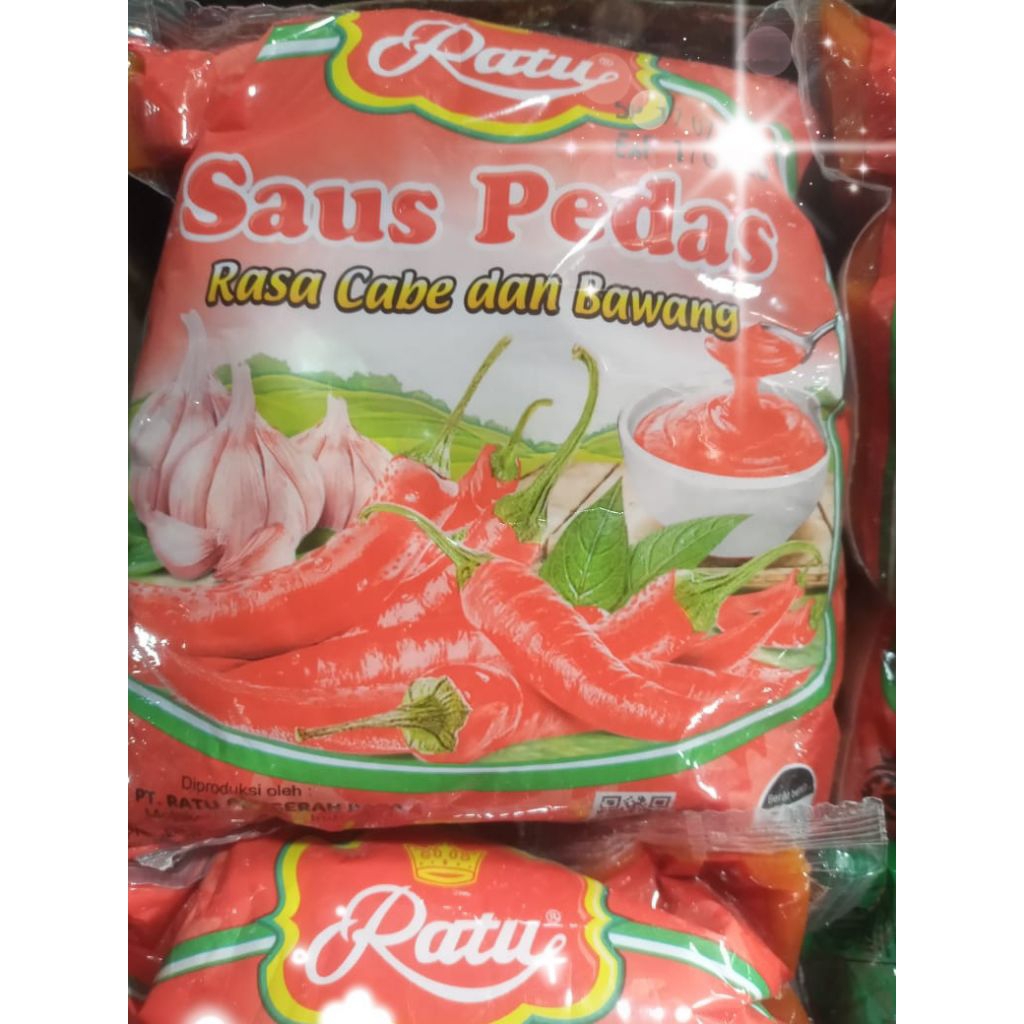 Ratu
Saus Pedas
Rasa Cabe dan Bawang
Diproduksi oleh :
PT. RATU
Ratu